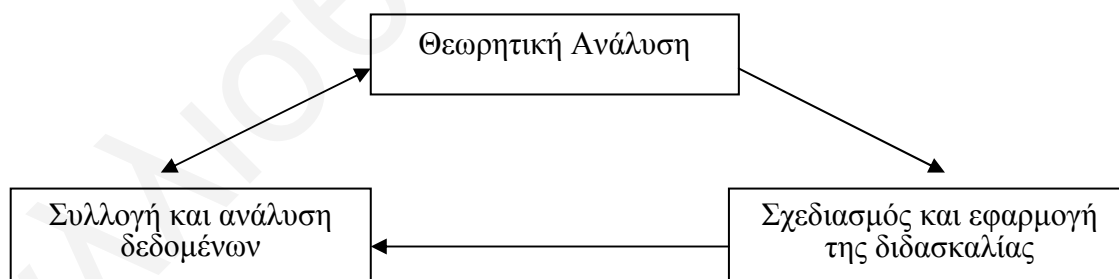 Θεωρητική Ανάλυση
Συλλογή και ανάλυση
δεδομένων
Σχεδιασμός και εφαρμογή
της διδασκαλίας